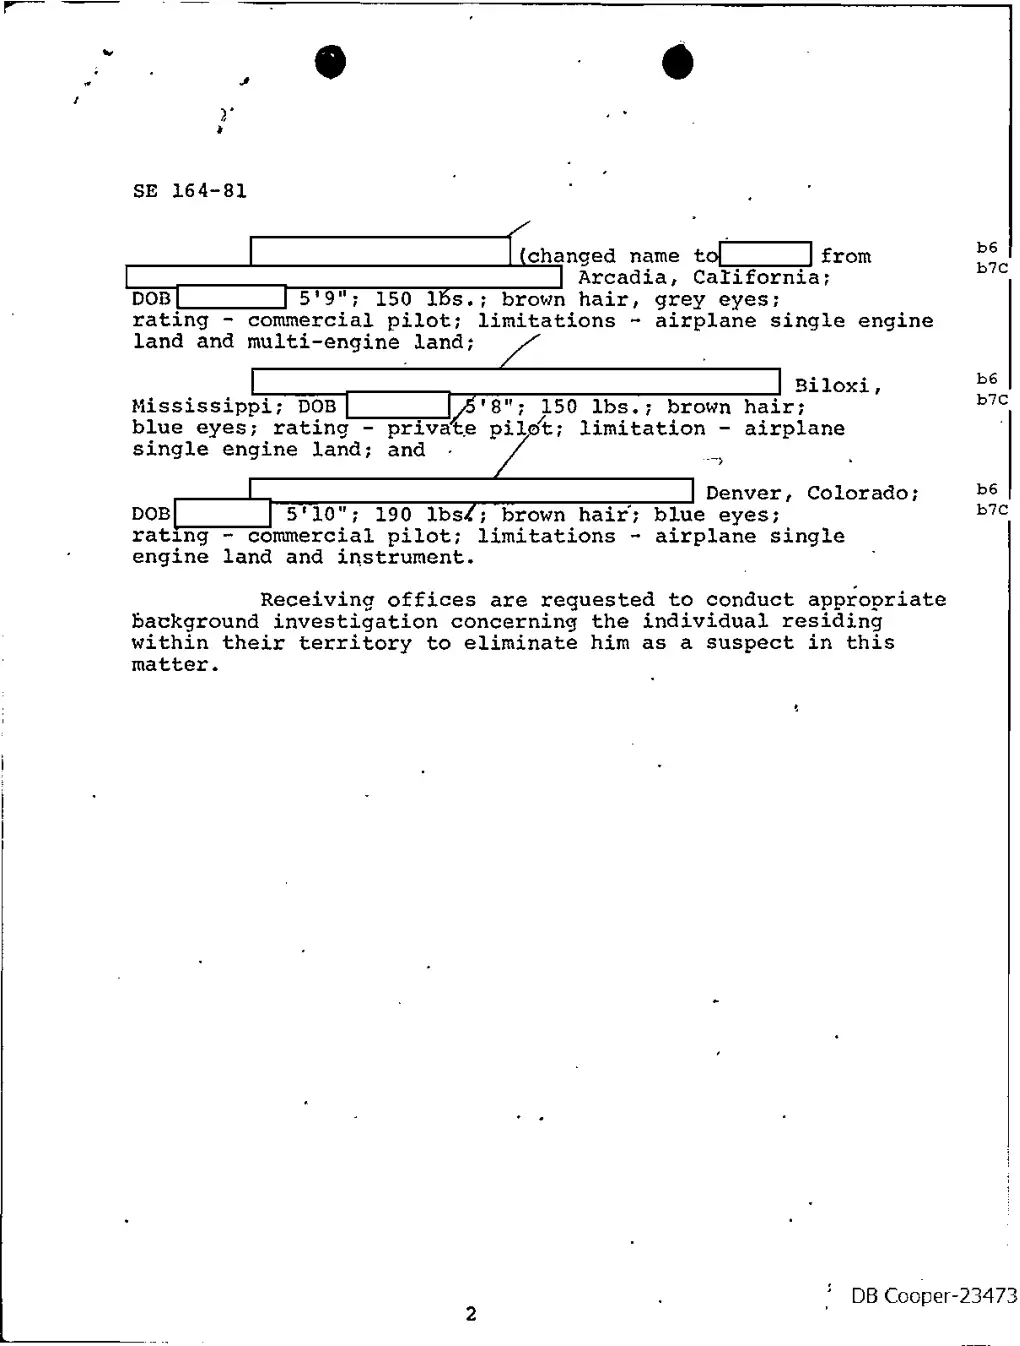 SE 164-81
(changed name to from b6
Arcadia, California; b7C
DOB 5'9"; 150 lbs.; brown hair, grey eyes;
rating - commercial pilot; limitations - airplane single engine
land and multi-engine land;
Biloxi, b6
Mississippi; DOB 5'8"; 150 lbs.; brown hair; b7C
blue eyes; rating - private pilot; limitation - airplane
single engine land; and
Denver, Colorado; b6
DOB 5'10"; 190 lbs.; brown hair; blue eyes; b7C
rating - commercial pilot; limitations - airplane single
engine land and instrument.
Receiving offices are requested to conduct appropriate
background investigation concerning the individual residing
within their territory to eliminate him as a suspect in this
matter.
2
DB Cooper-23473